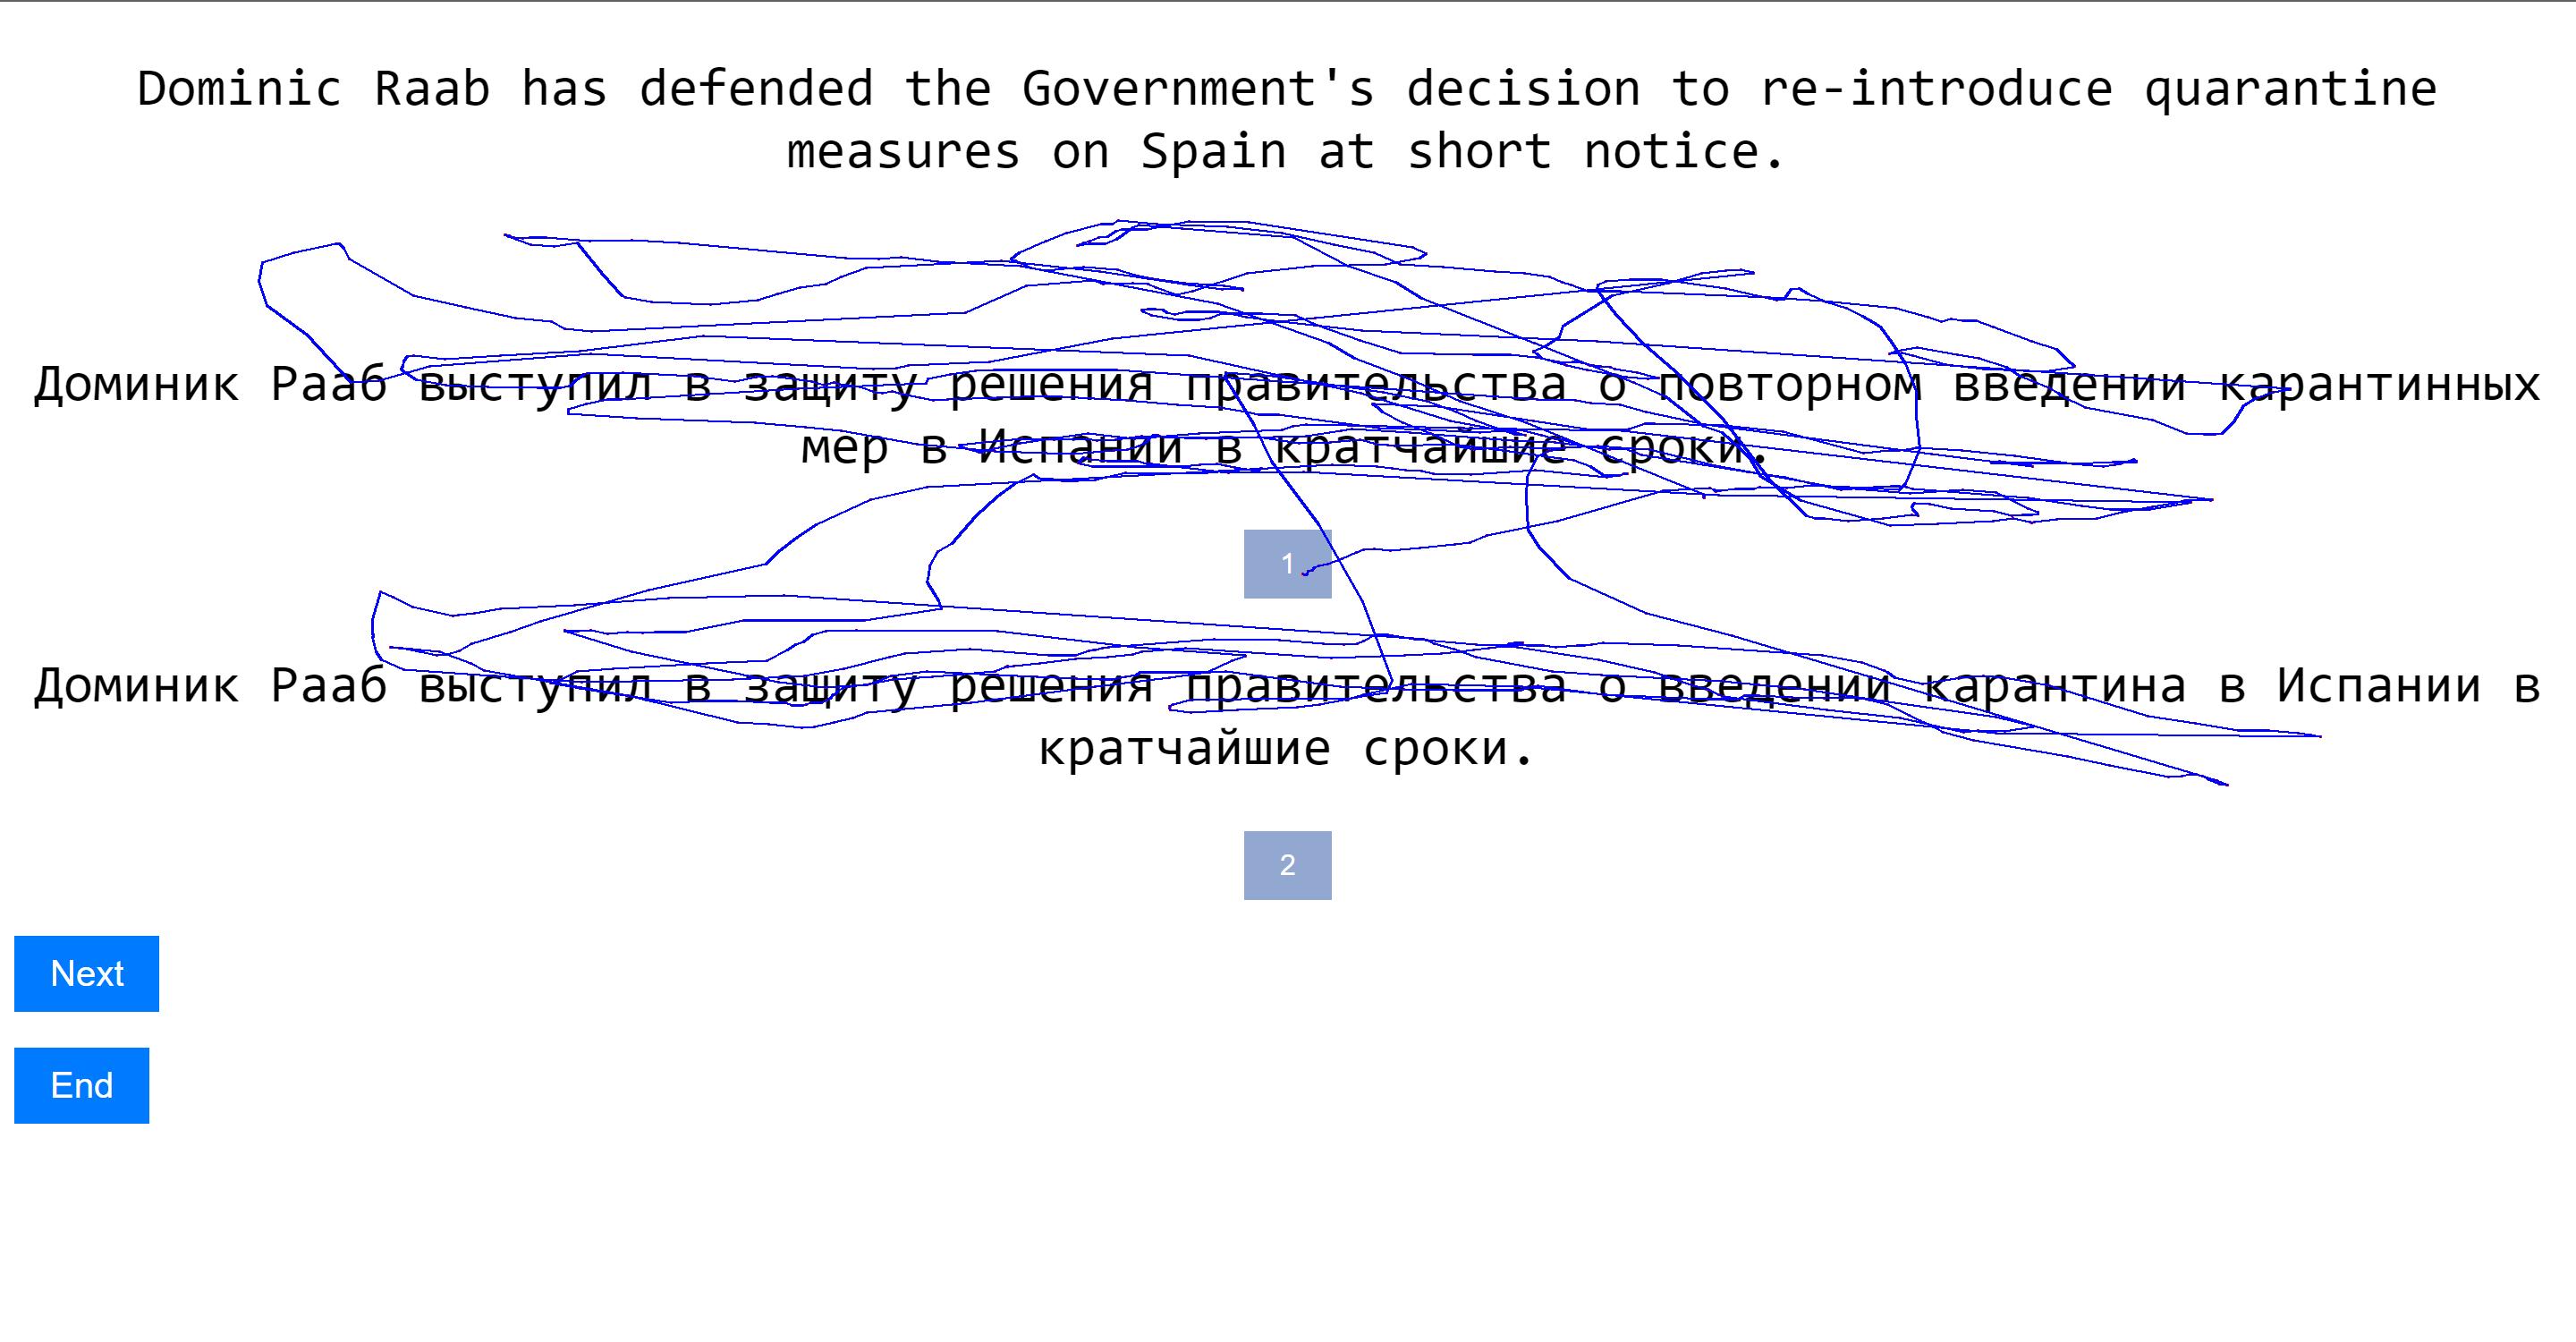 Dominic Raab has defended the Government's decision to re-introduce quarantine
measures on Spain at short notice.
Доминик Рааб выступил в защиту решения правительства о повторном введении карантинных
мер в Испании в кратчайшие сроки.
1
Доминик Рааб выступил в защиту решения правительства о введении карантина в Испании в
кратчайшие сроки.
2
Next
End